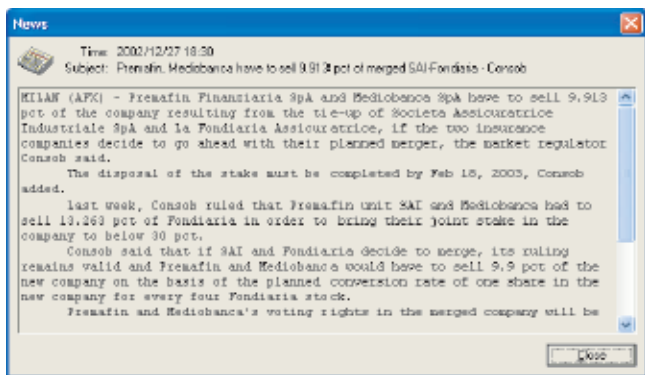 News
Time: 2002/12/27 18:30
Subject: Premafin, Mediobanca have to sell 9.913 pct of merged SAI-Fondiaria - Consob
MILAN (AFX) - Premafin Finanziaria SpA and Mediobanca SpA have to sell 9.913
pct of the company resulting from the tie-up of Societa Assicuratrice
Industriale SpA and La Fondiaria Assicuratrice, if the two insurance
companies decide to go ahead with their planned merger, the market regulator
Consob said.
The disposal of the stake must be completed by Feb 18, 2003, Consob
added.
last week, Consob ruled that Premafin unit SAI and Mediobanca had to
sell 13.263 pct of Fondiaria in order to bring their joint stake in the
company to below 30 pct.
Consob said that if SAI and Fondiaria decide to merge, its ruling
remains valid and Premafin and Mediobanca would have to sell 9.9 pct of the
new company on the basis of the planned conversion rate of one share in the
new company for every four Fondiaria stock.
Premafin and Mediobanca's voting rights in the merged company will be
Close